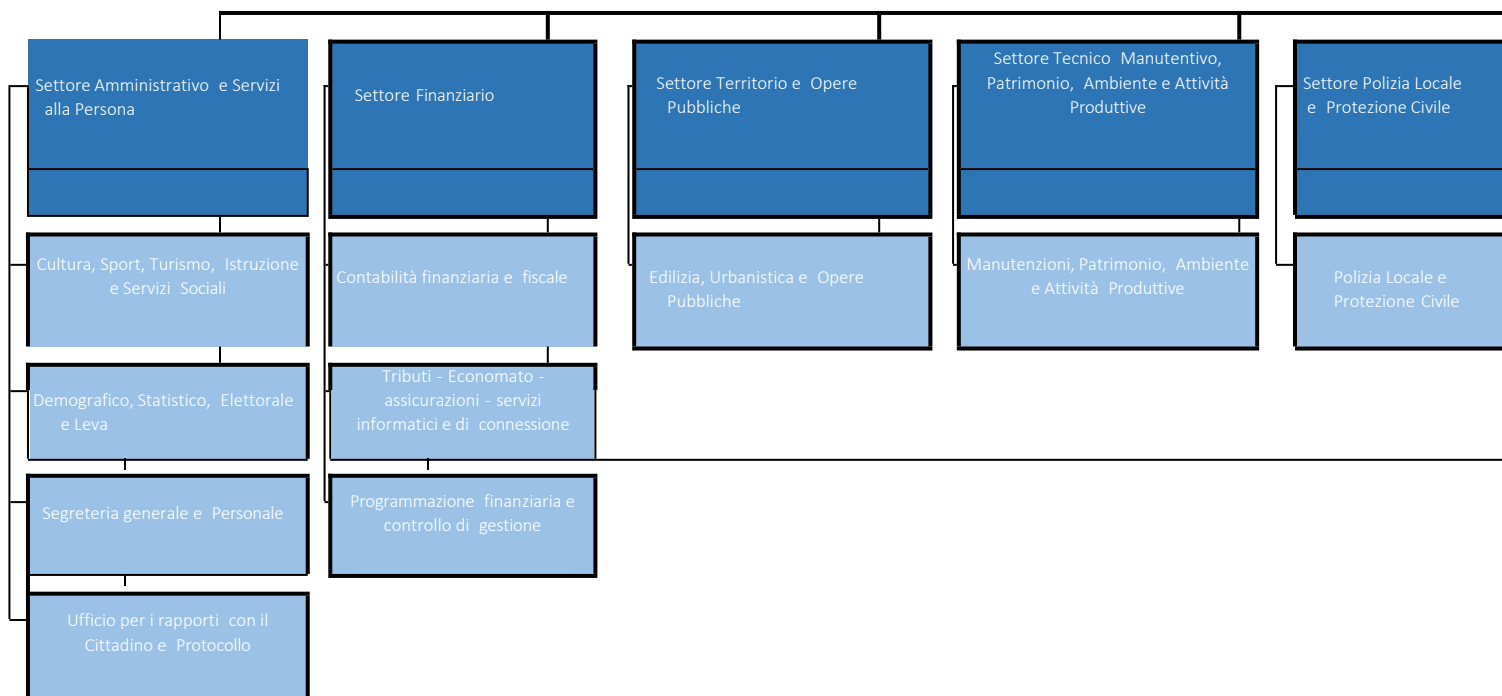 Settore Amministrativo e Servizi
alla Persona
Settore Finanziario
Settore Territorio e Opere
Pubbliche
Settore Tecnico Manutentivo,
Patrimonio, Ambiente e Attività
Produttive
Settore Polizia Locale
e Protezione Civile
Cultura, Sport, Turismo, Istruzione
e Servizi Sociali
Contabilità finanziaria e fiscale
Edilizia, Urbanistica e Opere
Pubbliche
Manutenzioni, Patrimonio, Ambiente
e Attività Produttive
Polizia Locale e
Protezione Civile
Demografico, Statistico, Elettorale
e Leva
Tributi - Economato -
assicurazioni - servizi
informatici e di connessione
Segreteria generale e Personale
Programmazione finanziaria e
controllo di gestione
Ufficio per i rapporti con il
Cittadino e Protocollo